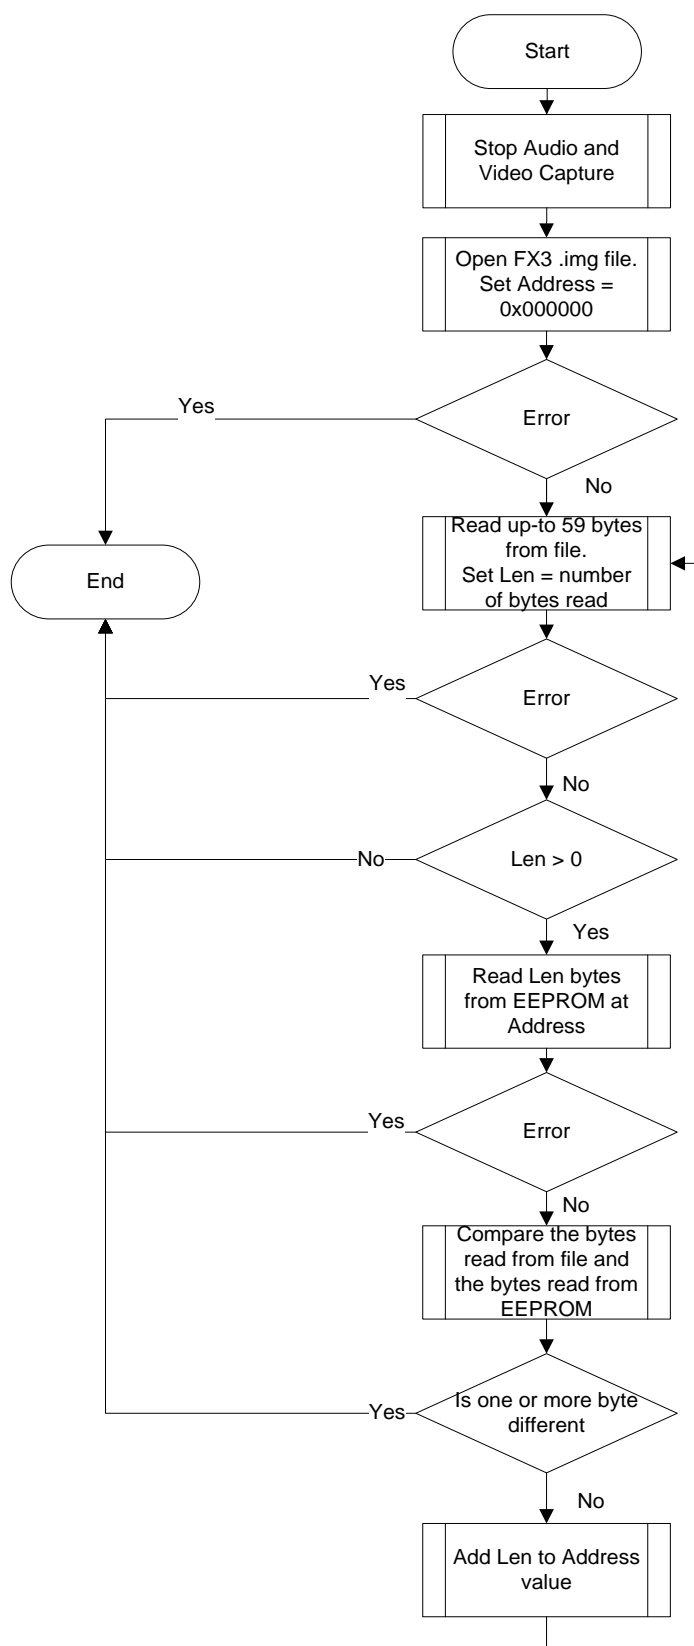 Start
Stop Audio and
Video Capture
Open FX3 .img file.
Set Address =
0x000000
Yes
Error
No
Read up-to 59 bytes
from file.
Set Len = number
of bytes read
End
Yes
Error
No
No
Len > 0
Yes
Read Len bytes
from EEPROM at
Address
Yes
Error
No
Compare the bytes
read from file and
the bytes read from
EEPROM
Yes
Is one or more byte
different
No
Add Len to Address
value